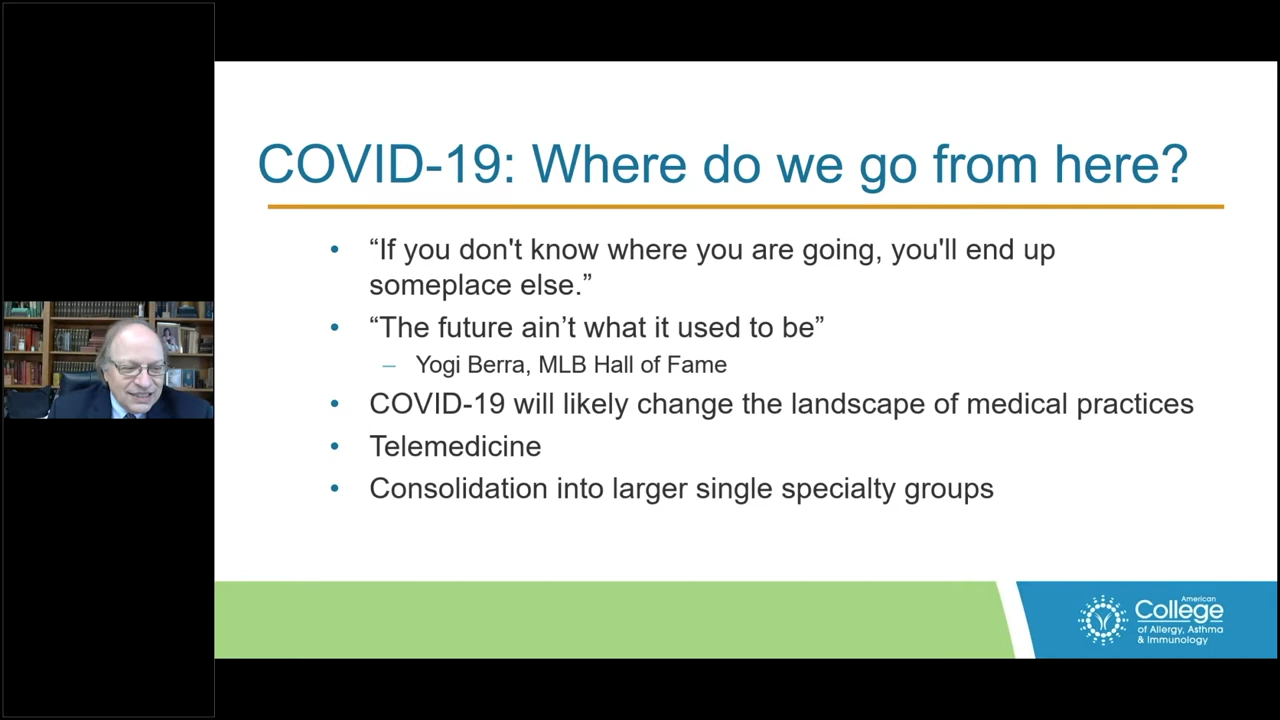 COVID-19: Where do we go from here?
• “If you don't know where you are going, you'll end up
someplace else.”
• “The future ain’t what it used to be”
– Yogi Berra, MLB Hall of Fame
• COVID-19 will likely change the landscape of medical practices
• Telemedicine
• Consolidation into larger single specialty groups
American
College
of Allergy, Asthma
& Immunology